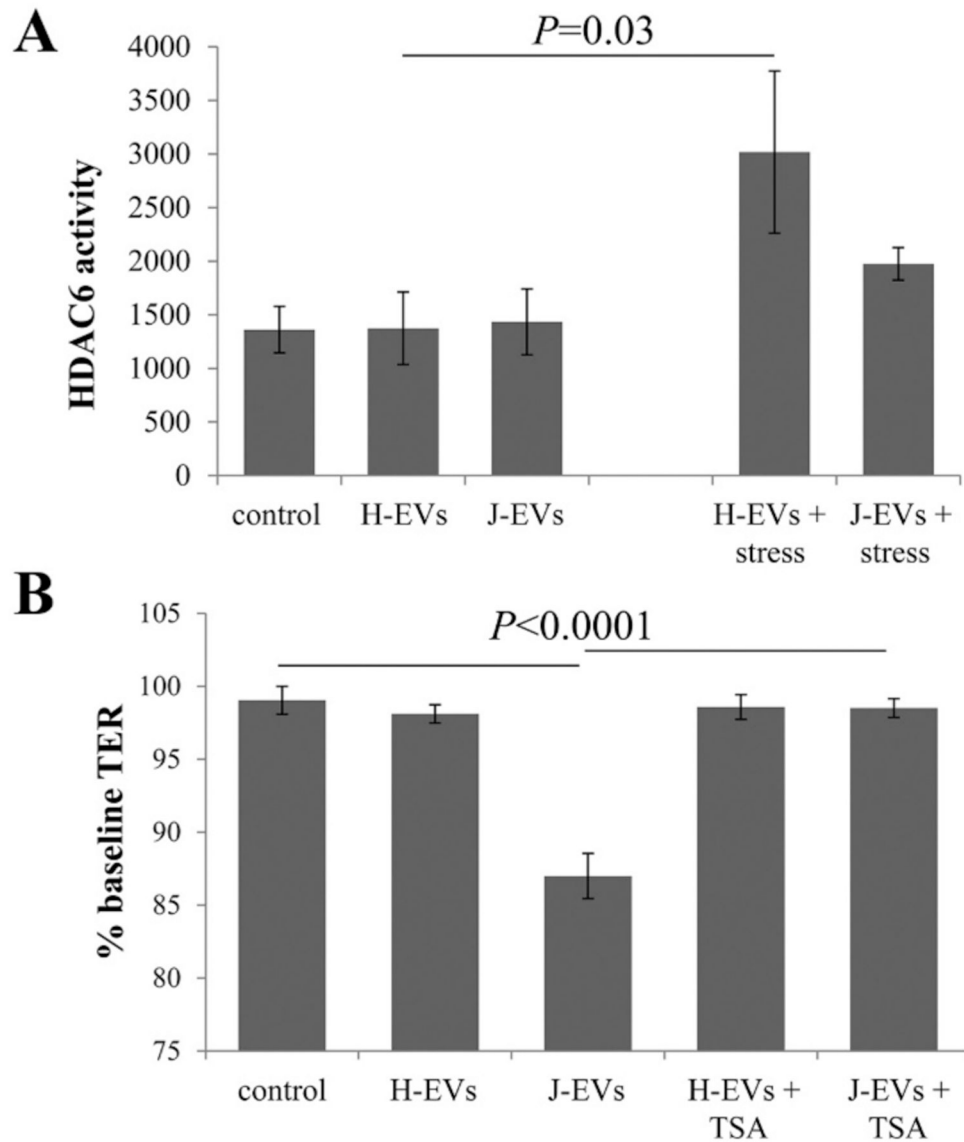 A
P=0.03
HDAC6 activity
4000
3500
3000
2500
2000
1500
1000
500
0
control H-EVs J-EVs H-EVs + J-EVs +
stress stress
B
P<0.0001
% baseline TER
105
100
95
90
85
80
75
control H-EVs J-EVs H-EVs + J-EVs +
TSA TSA